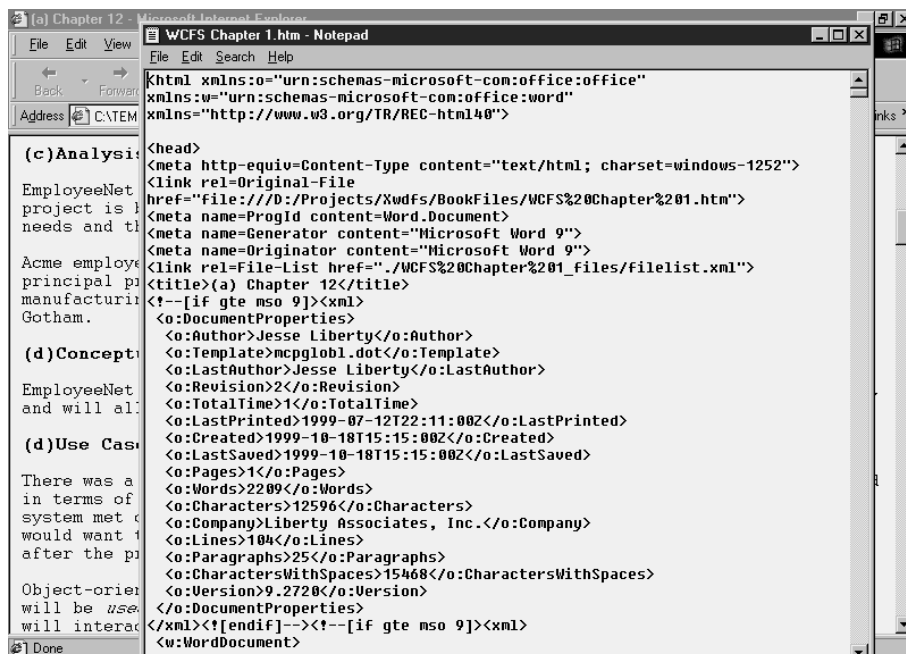 (a) Chapter 12 - Microsoft Internet Explorer
File Edit View
Back Forward
Address C:\TEM
inks
(c)Analysis
EmployeeNet
project is
needs and
Acme
principal
manufacturing
Gotham.
(d)Concept
EmployeeNet
and will
(d)Use Cas
There was a
in terms of
system met
would want
after the
will be use
will
Done
WCFS Chapter 1.htm - Notepad
File Edit Search Help
<html xmlns:o="urn:schemas-microsoft-com:office:office"
xmlns:w="urn:schemas-microsoft-com:office:word"
xmlns="http://www.w3.org/TR/REC-html40">
<head>
<meta http-equiv=Content-Type content="text/html; charset=windows-1252">
<link rel=Original-File
href="file:///D:/Projects/Xwdfs/BookFiles/WCFS%20Chapter%201.htm">
<meta name=ProgId content=Word.Document>
<meta name=Generator content="Microsoft Word 9">
<meta name=Originator content="Microsoft Word 9">
<link rel=File-List href="./WCFS%20Chapter%201_files/filelist.xml">
<title>(a) Chapter 12</title>
<!--[if gte mso 9]><xml>
<o:DocumentProperties>
<o:Author>Jesse Liberty</o:Author>
<o:Template>mcpglobl.dot</o:Template>
<o:LastAuthor>Jesse Liberty</o:LastAuthor>
<o:Revision>2</o:Revision>
<o:TotalTime>1</o:TotalTime>
<o:LastPrinted>1999-07-12T22:11:00Z</o:LastPrinted>
<o:Created>1999-10-18T15:15:00Z</o:Created>
<o:LastSaved>1999-10-18T15:15:00Z</o:LastSaved>
<o:Pages>1</o:Pages>
<o:Words>2209</o:Words>
<o:Characters>12596</o:Characters>
<o:Company>Liberty Associates, Inc.</o:Company>
<o:Lines>104</o:Lines>
<o:Paragraphs>25</o:Paragraphs>
<o:CharactersWithSpaces>15468</o:CharactersWithSpaces>
<o:Version>9.2720</o:Version>
</o:DocumentProperties>
</xml><![endif]--><!--[if gte mso 9]><xml>
<w:WordDocument>